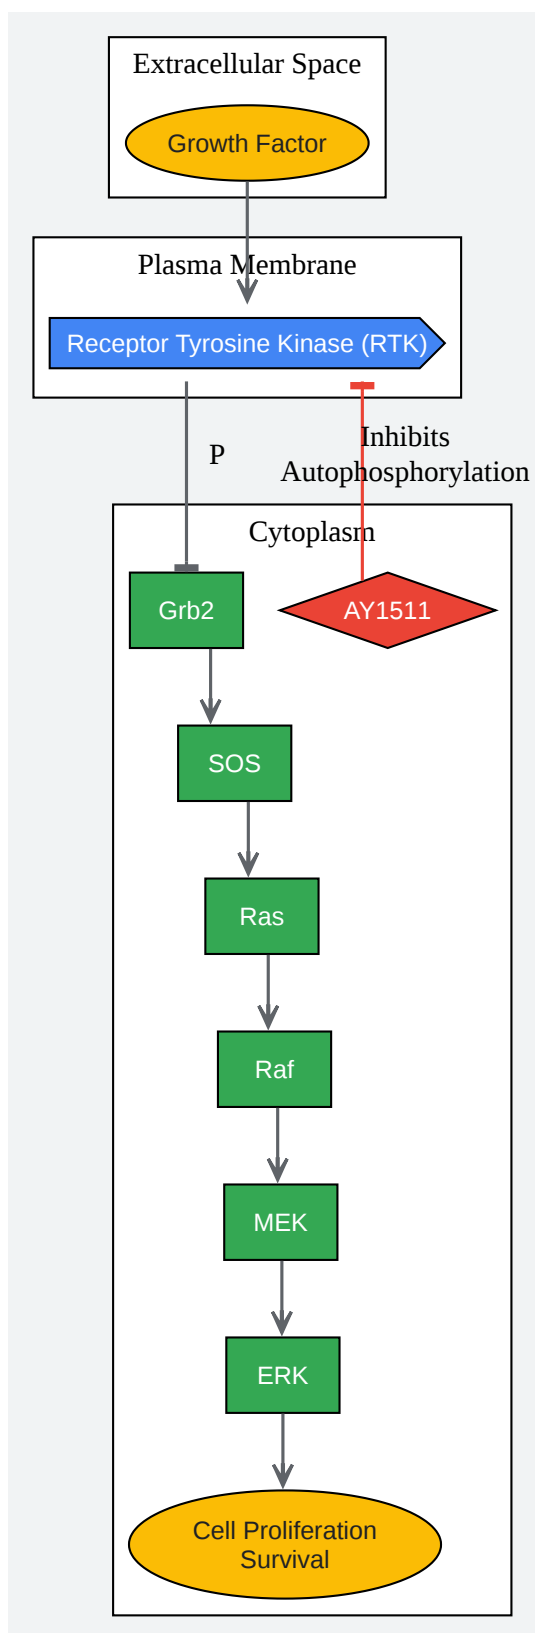 Extracellular Space
Growth Factor
Plasma Membrane
Receptor Tyrosine Kinase (RTK)
P
Inhibits
Autophosphorylation
Cytoplasm
Grb2
AY1511
SOS
Ras
Raf
MEK
ERK
Cell Proliferation
Survival